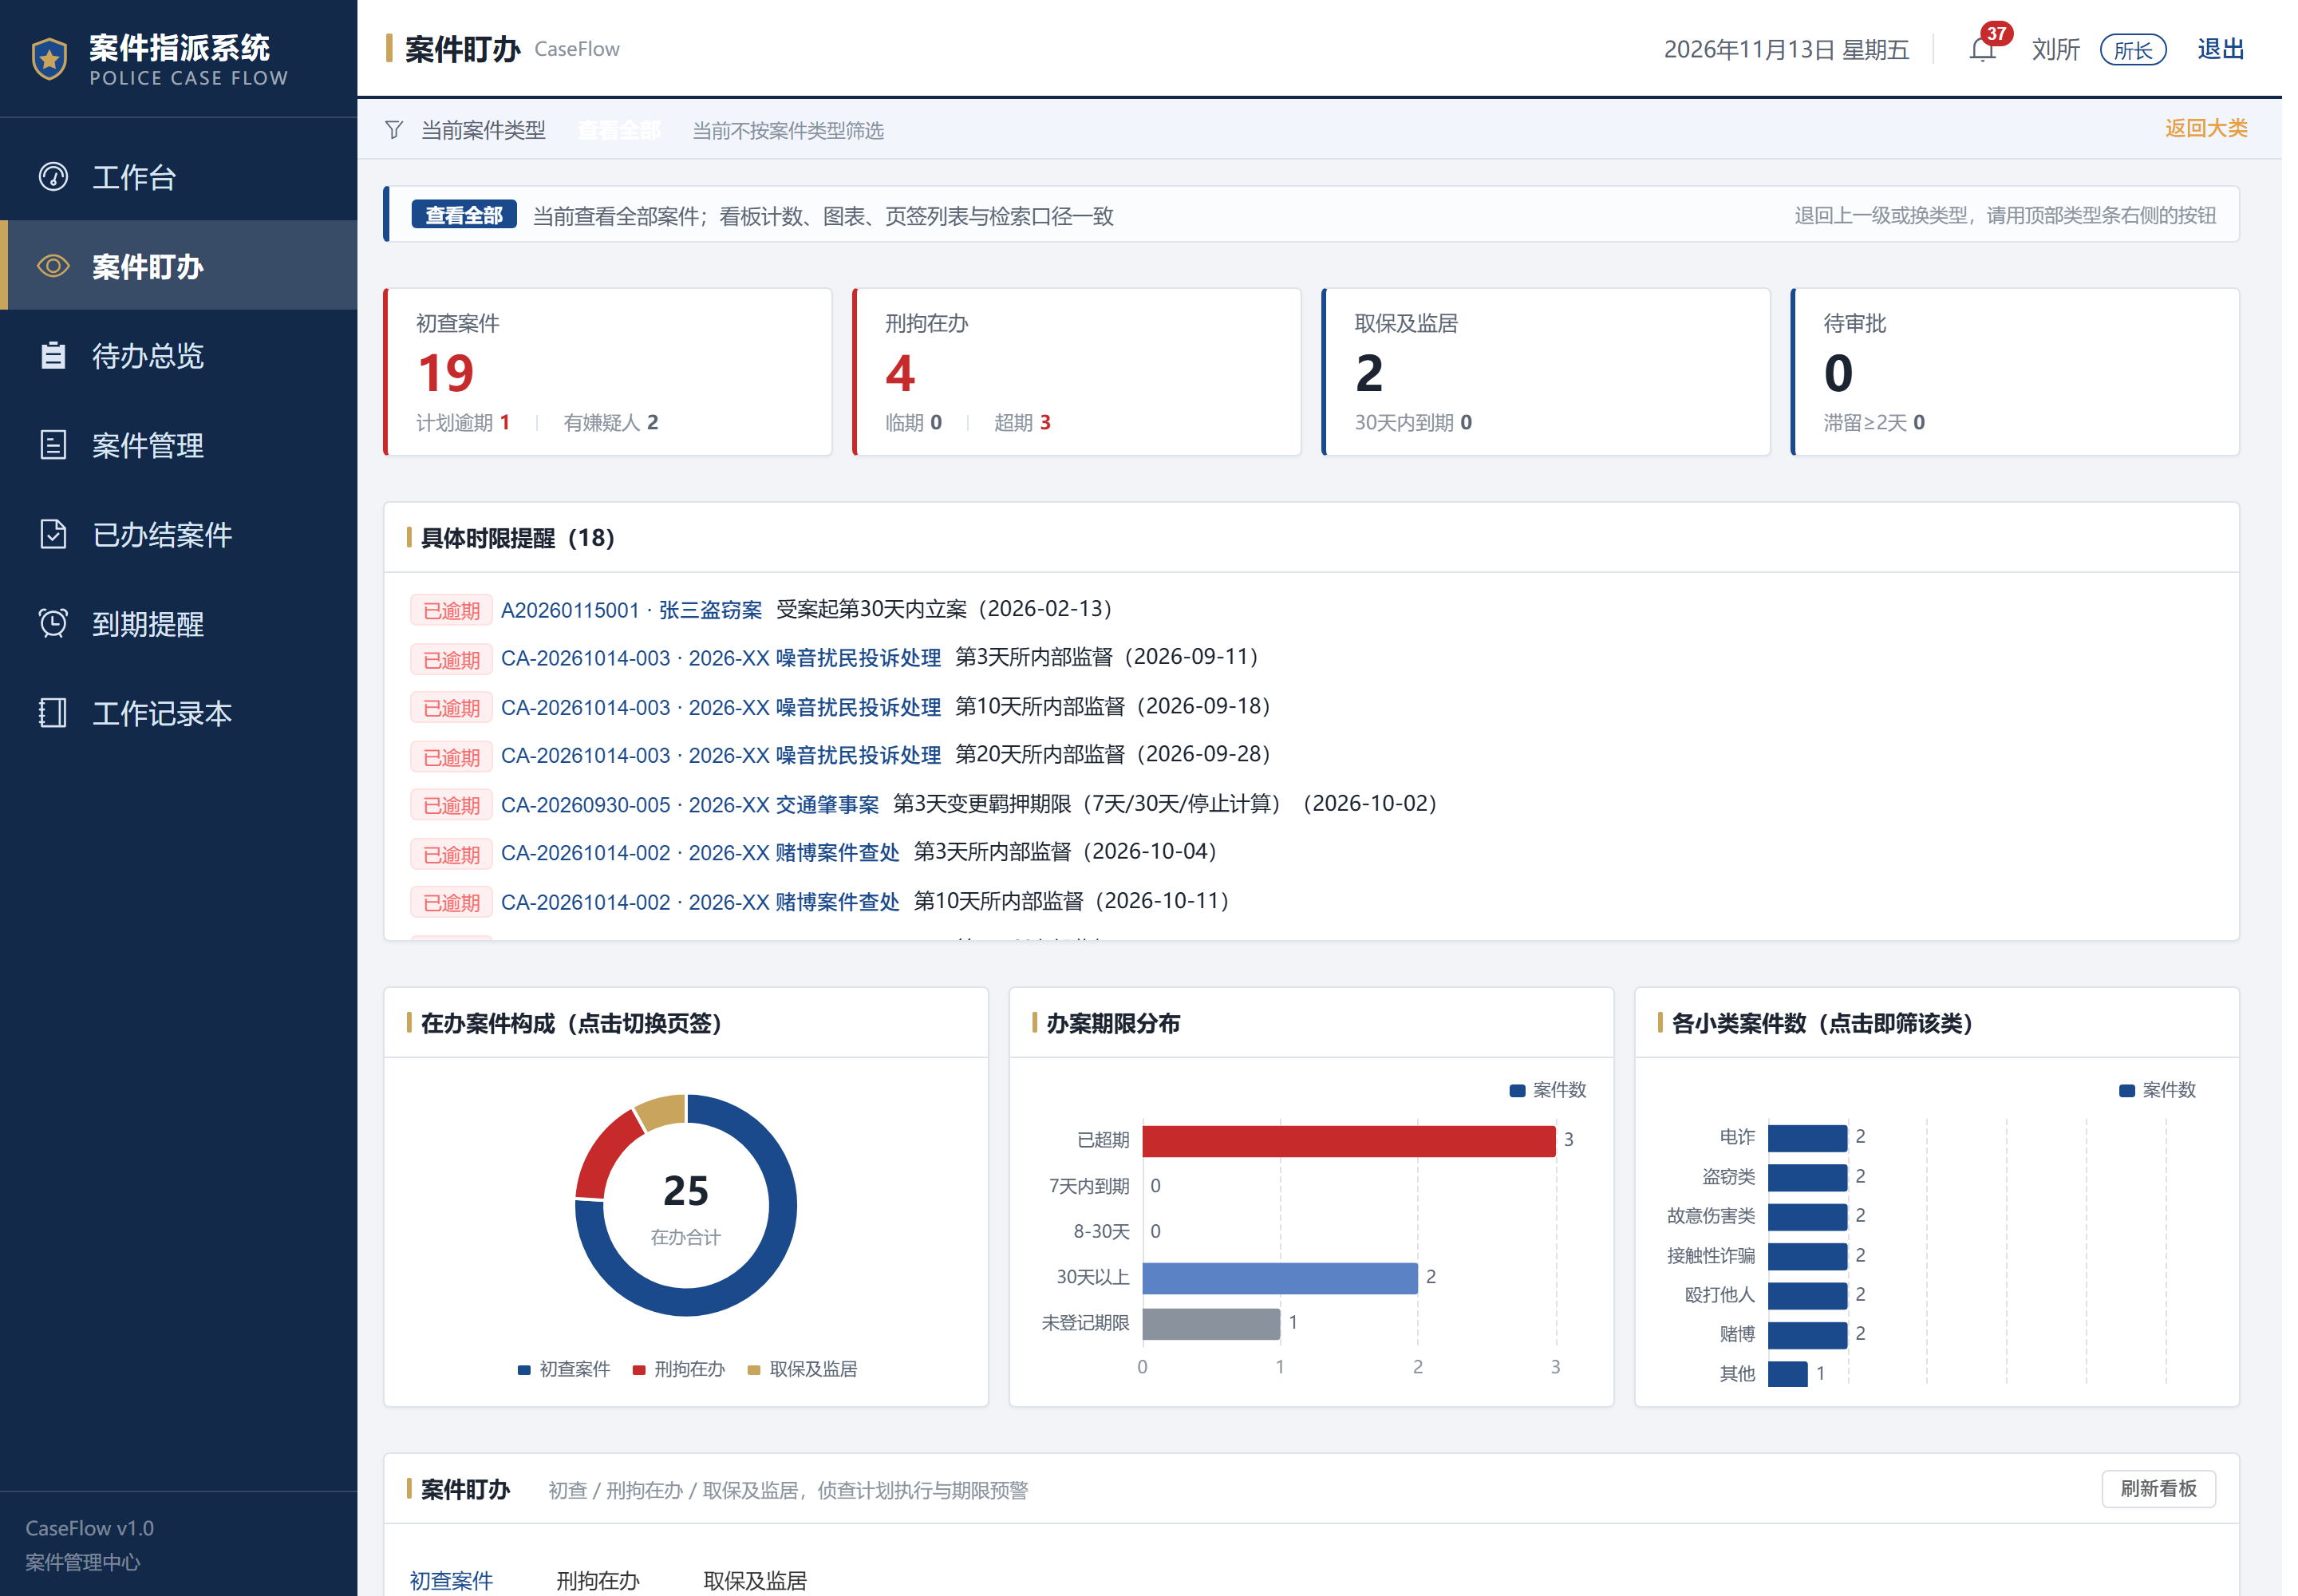 案件指派系统
POLICE CASE FLOW
工作台
案件盯办
待办总览
案件管理
已办结案件
到期提醒
工作记录本
CaseFlow v1.0
案件管理中心
案件盯办 CaseFlow
2026年11月13日 星期五 37 刘所 所长 退出
当前案件类型 查看全部 当前不按案件类型筛选 返回大类
查看全部 当前查看全部案件；看板计数、图表、页签列表与检索口径一致 退回上一级或换类型，请用顶部类型条右侧的按钮
初查案件
19
计划逾期 1 有嫌疑人 2
刑拘在办
4
临期 0 超期 3
取保及监居
2
30天内到期 0
待审批
0
滞留≥2天 0
具体时限提醒（18）
已逾期 A20260115001 · 张三盗窃案 受案起第30天内立案（2026-02-13）
已逾期 CA-20261014-003 · 2026-XX 噪音扰民投诉处理 第3天所内部监督（2026-09-11）
已逾期 CA-20261014-003 · 2026-XX 噪音扰民投诉处理 第10天所内部监督（2026-09-18）
已逾期 CA-20261014-003 · 2026-XX 噪音扰民投诉处理 第20天所内部监督（2026-09-28）
已逾期 CA-20260930-005 · 2026-XX 交通肇事案 第3天变更羁押期限（7天/30天/停止计算）（2026-10-02）
已逾期 CA-20261014-002 · 2026-XX 赌博案件查处 第3天所内部监督（2026-10-04）
已逾期 CA-20261014-002 · 2026-XX 赌博案件查处 第10天所内部监督（2026-10-11）
在办案件构成（点击切换页签）
25
在办合计
初查案件 刑拘在办 取保及监居
办案期限分布
案件数
已超期 3
7天内到期 0
8-30天 0
30天以上 2
未登记期限 1
0 1 2 3
各小类案件数（点击即筛该类）
案件数
电诈 2
盗窃类 2
故意伤害类 2
接触性诈骗 2
殴打他人 2
赌博 2
其他 1
案件盯办 初查 / 刑拘在办 / 取保及监居，侦查计划执行与期限预警 刷新看板
初查案件 刑拘在办 取保及监居